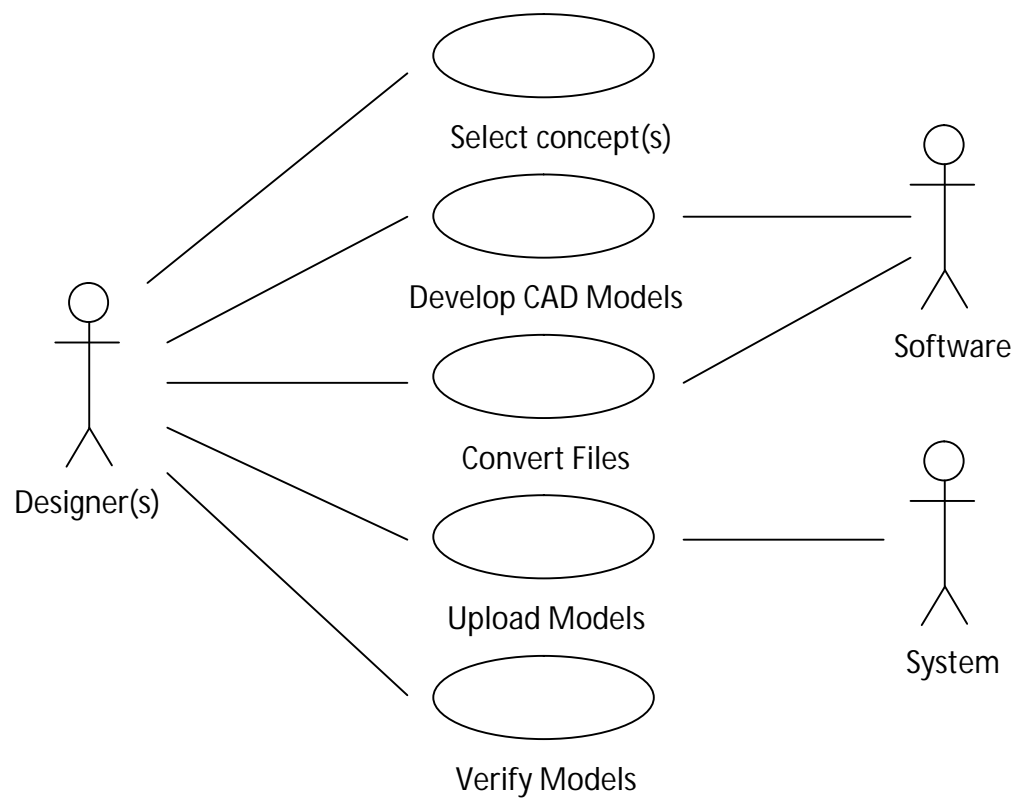 Select concept(s)
Develop CAD Models
Software
Convert Files
Designer(s)
Upload Models
System
Verify Models